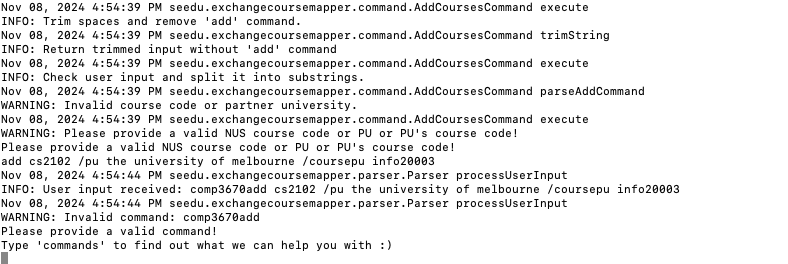 Nov 08, 2024 4:54:39 PM seedu.exchangecoursemapper.command.AddCoursesCommand execute
INFO: Trim spaces and remove 'add' command.
Nov 08, 2024 4:54:39 PM seedu.exchangecoursemapper.command.AddCoursesCommand trimString
INFO: Return trimmed input without 'add' command
Nov 08, 2024 4:54:39 PM seedu.exchangecoursemapper.command.AddCoursesCommand execute
INFO: Check user input and split it into substrings.
Nov 08, 2024 4:54:39 PM seedu.exchangecoursemapper.command.AddCoursesCommand parseAddCommand
WARNING: Invalid course code or partner university.
Nov 08, 2024 4:54:39 PM seedu.exchangecoursemapper.command.AddCoursesCommand execute
WARNING: Please provide a valid NUS course code or PU or PU's course code!
Please provide a valid NUS course code or PU or PU's course code!
add cs2102 /pu the university of melbourne /coursepu info20003
Nov 08, 2024 4:54:44 PM seedu.exchangecoursemapper.parser.Parser processUserInput
INFO: User input received: comp3670add cs2102 /pu the university of melbourne /coursepu info20003
Nov 08, 2024 4:54:44 PM seedu.exchangecoursemapper.parser.Parser processUserInput
WARNING: Invalid command: comp3670add
Please provide a valid command!
Type 'commands' to find out what we can help you with :)